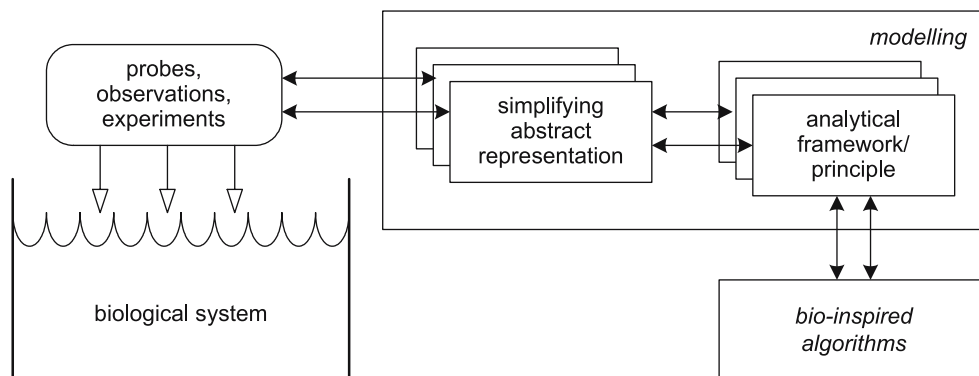 probes,
observations,
experiments
biological system
modelling
simplifying
abstract
representation
analytical
framework/
principle
bio-inspired
algorithms